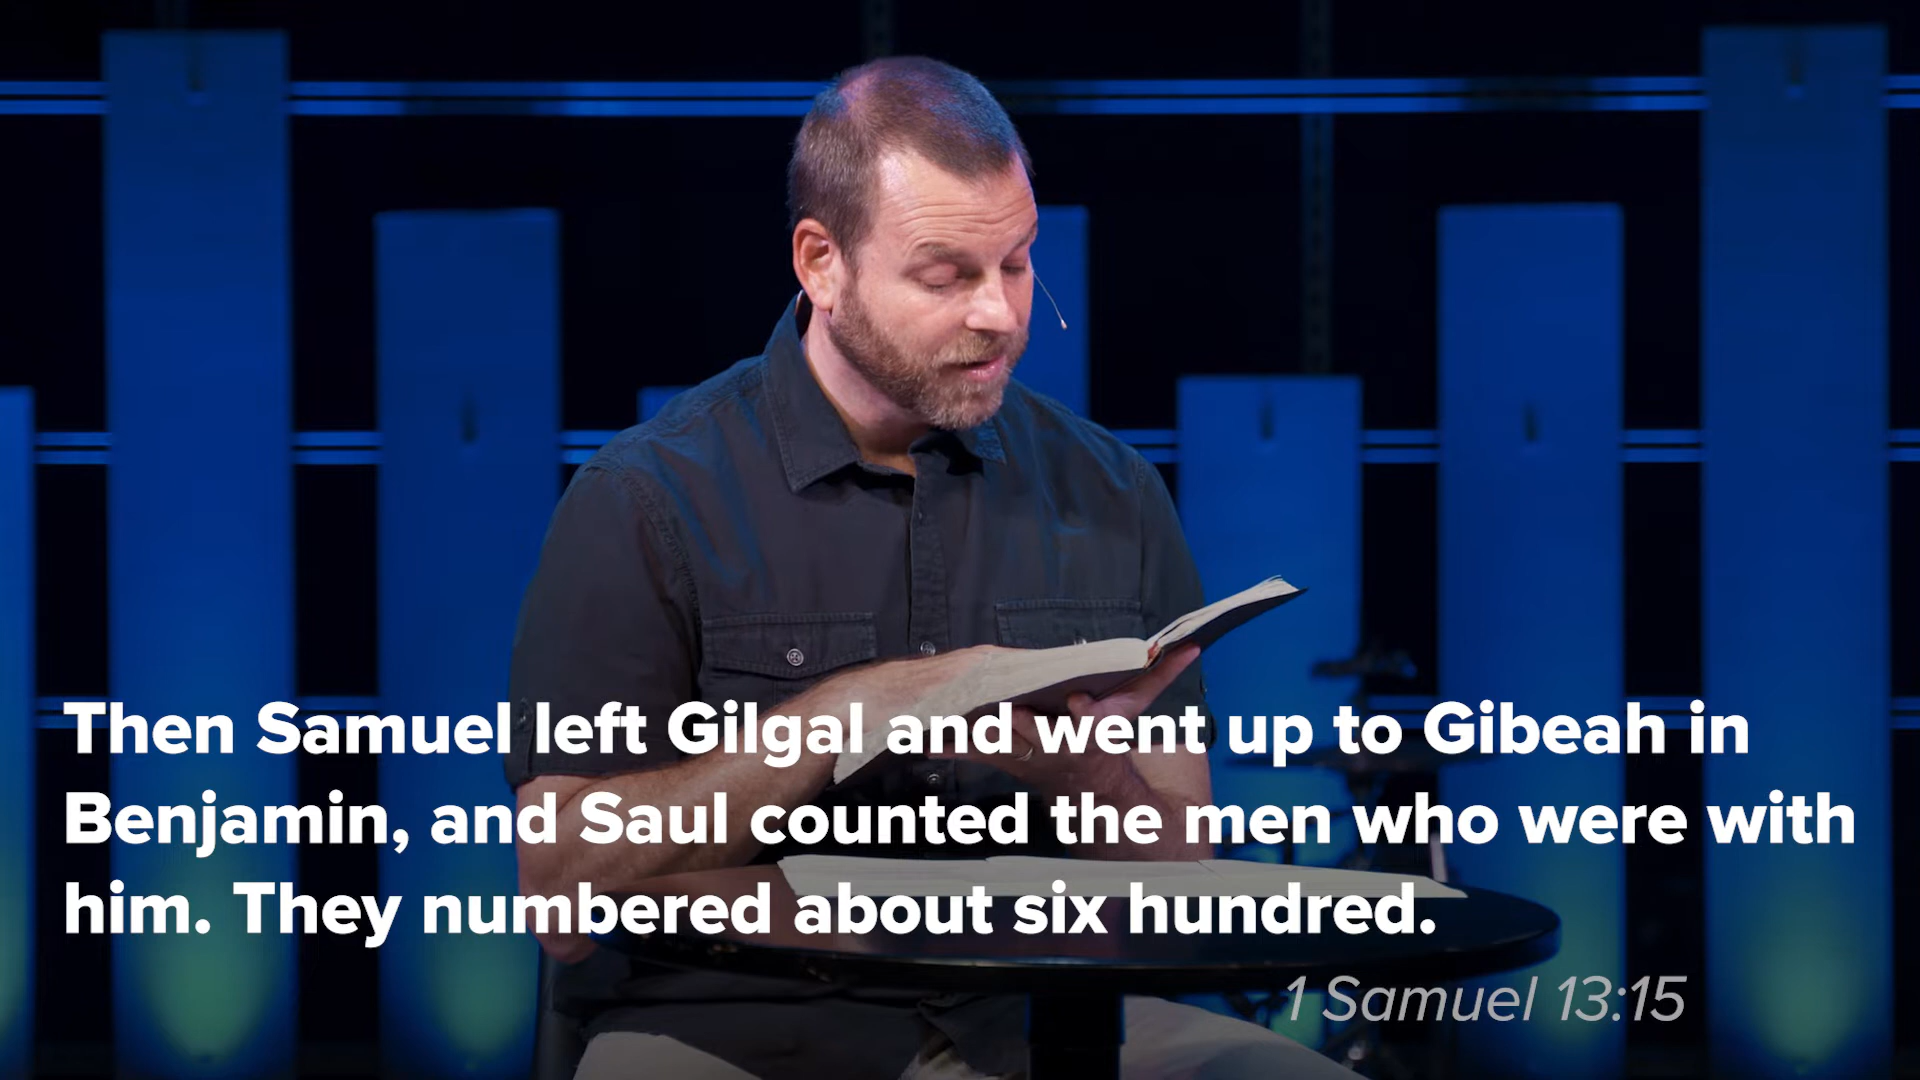 Then Samuel left Gilgal and went up to Gibeah in
Benjamin, and Saul counted the men who were with
him. They numbered about six hundred.
1 Samuel 13:15